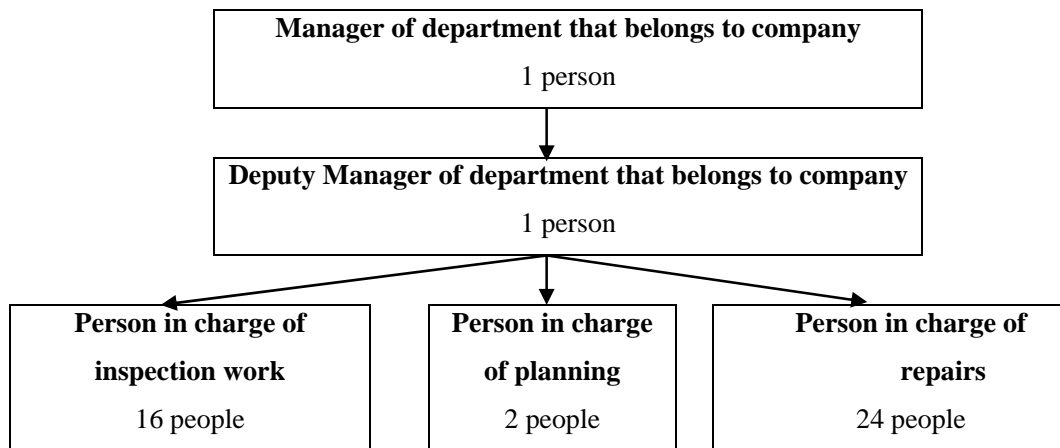 Manager of department that belongs to company
1 person
Deputy Manager of department that belongs to company
1 person
Person in charge of
inspection work
16 people
Person in charge
of planning
2 people
Person in charge of
repairs
24 people